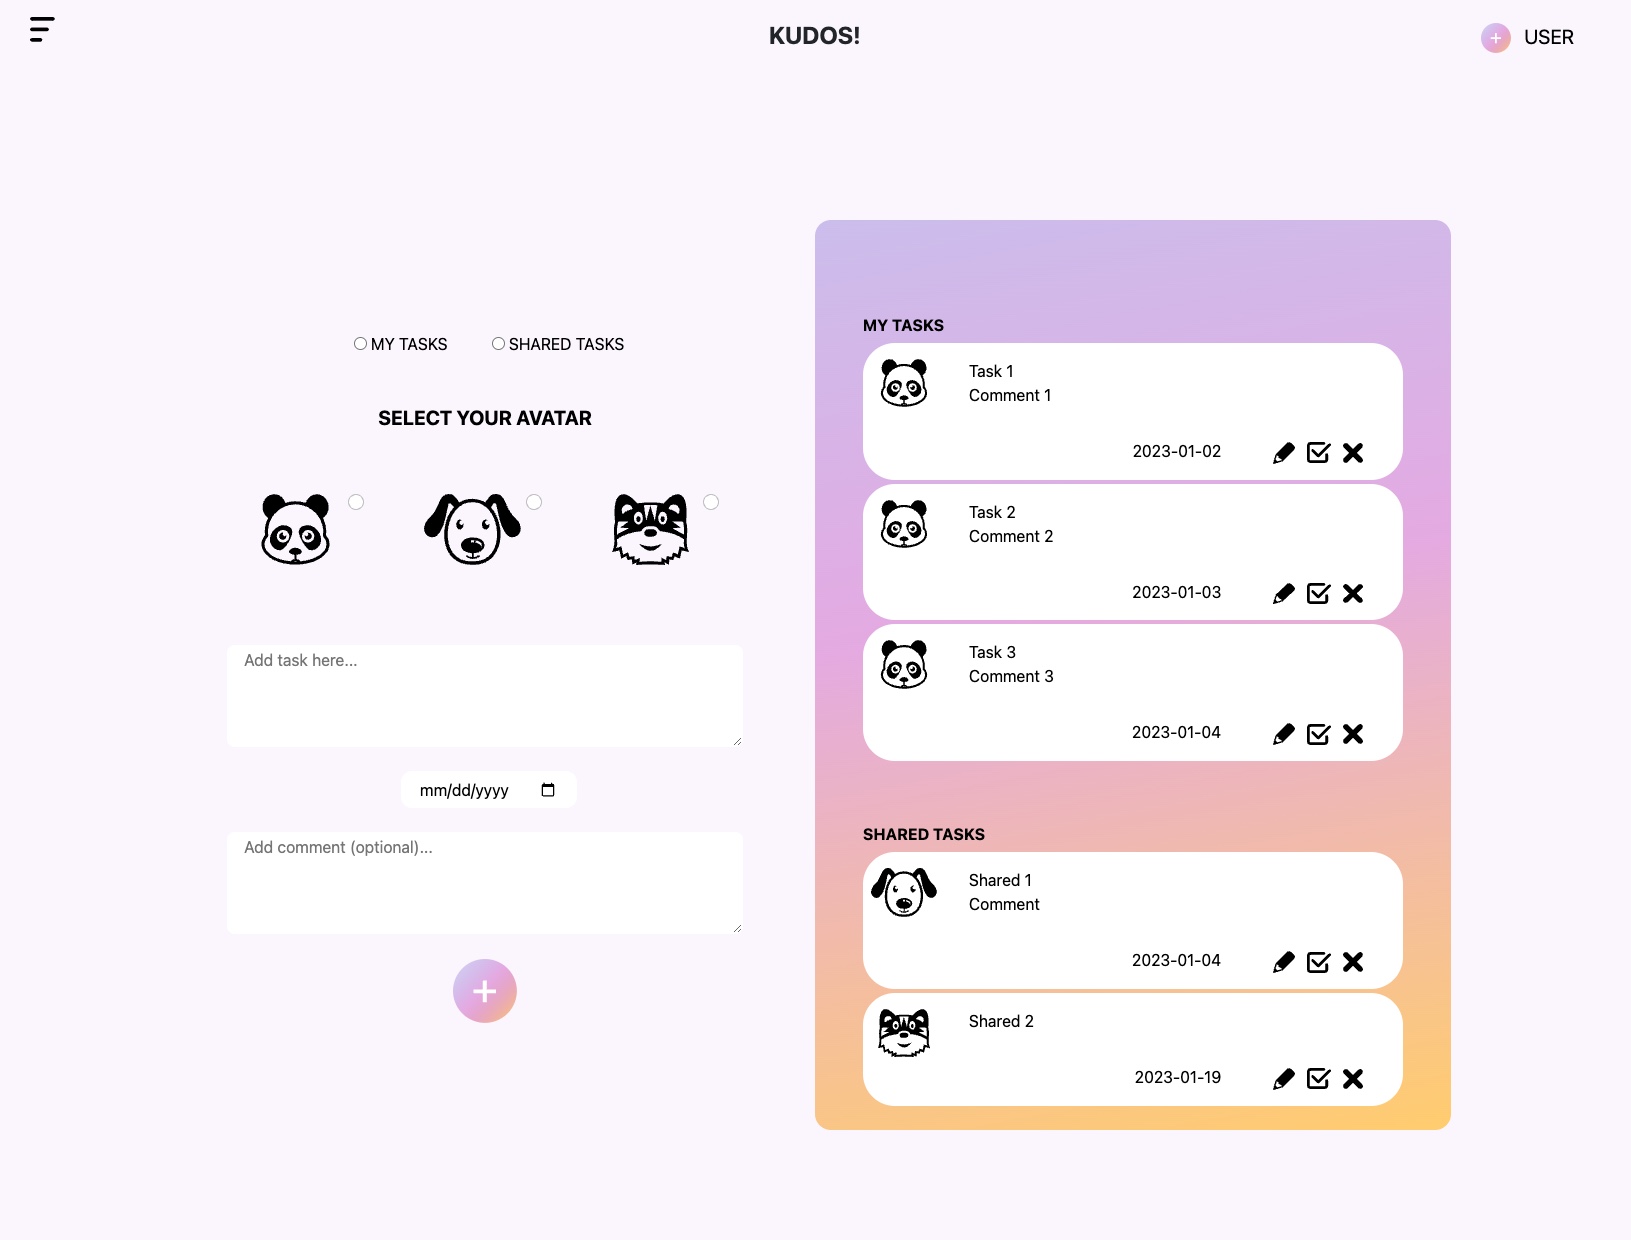 KUDOS!
USER
MY TASKS
SHARED TASKS
SELECT YOUR AVATAR
Add task here...
mm/dd/yyyy
Add comment (optional)...
MY TASKS
Task 1
Comment 1
2023-01-02
Task 2
Comment 2
2023-01-03
Task 3
Comment 3
2023-01-04
SHARED TASKS
Shared 1
Comment
2023-01-04
Shared 2
2023-01-19